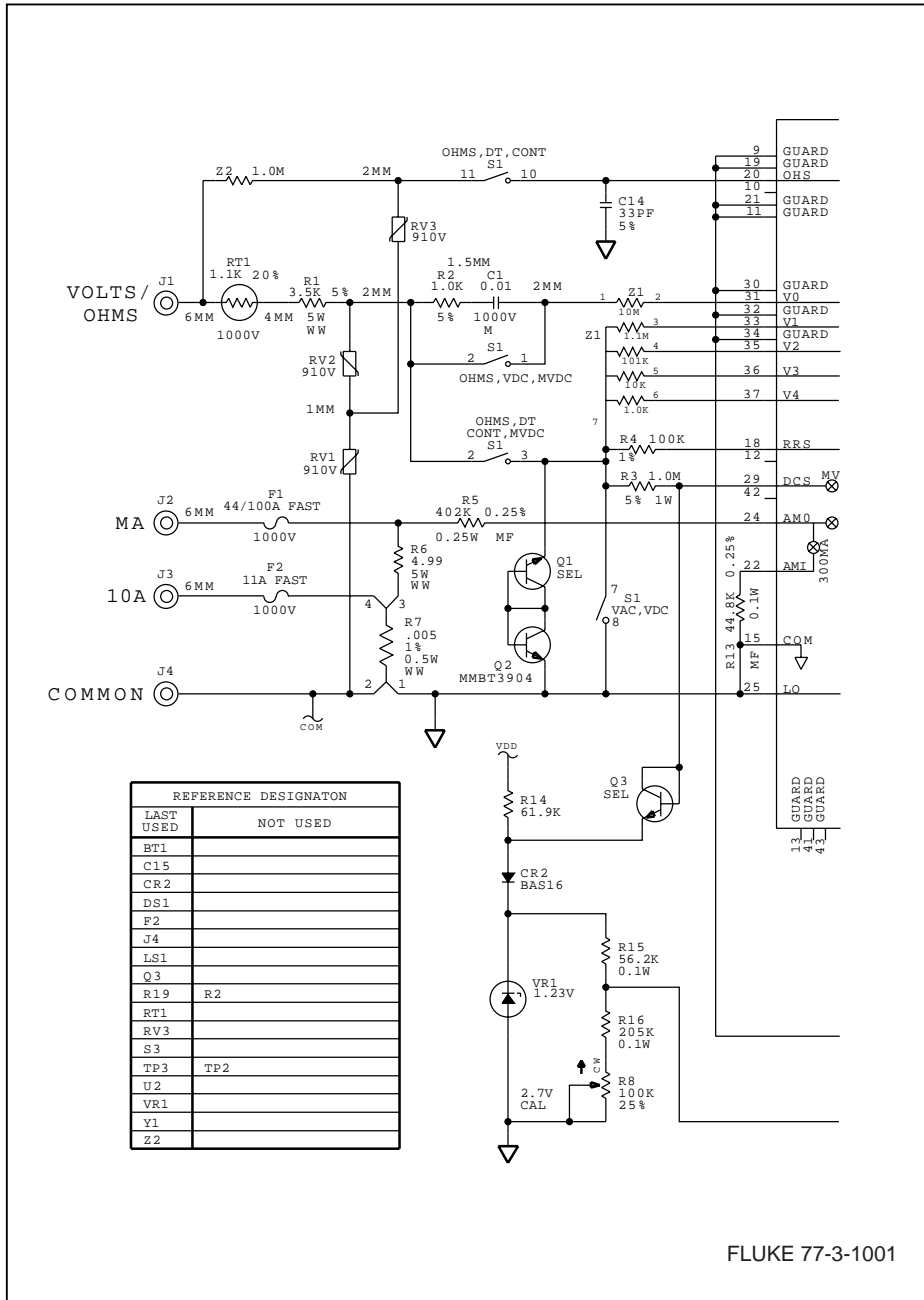 OHMS,DT,CONT
S1
11
10
Z2 1.0M
2MM
C14
33PF
5%
RV3
910V
RT1
1.1K 20%
1000V
J1
VOLTS/
OHMS
6MM
4MM
R1
3.5K 5%
5W
WW
2MM
1.5MM
R2
1.0K
5%
C1
0.01
1000V
M
2MM
S1
2
1
OHMS,VDC,MVDC
OHMS,DT
CONT,MVDC
S1
2
3
RV2
910V
1MM
RV1
910V
1
Z1
2
10M
Z1
3
1.1M
4
101K
5
10K
6
1.0K
7
R4 100K
1%
R3 1.0M
5% 1W
9 GUARD
19 GUARD
20 OHS
10
21 GUARD
11 GUARD
30 GUARD
31 V0
32 GUARD
33 V1
34 GUARD
35 V2
36 V3
37 V4
18 RRS
12
29 DCS
MV
42
24 AM0
22 AMI
300MA
15 COM
25 LO
R13 44.8K 0.25%
MF 0.1W
J2
MA
6MM
F1
44/100A FAST
1000V
R5
402K 0.25%
0.25W MF
R6
4.99
5W
WW
J3
10A
6MM
F2
11A FAST
1000V
4
3
R7
.005
1%
0.5W
WW
2
1
J4
COMMON
COM
Q1
SEL
Q2
MMBT3904
7
S1
VAC,VDC
8
VDD
R14
61.9K
Q3
SEL
CR2
BAS16
VR1
1.23V
R15
56.2K
0.1W
R16
205K
0.1W
CW
R8
100K
25%
2.7V
CAL
13 GUARD
41 GUARD
43 GUARD
REFERENCE DESIGNATON
LAST
USED
NOT USED
BT1
C15
CR2
DS1
F2
J4
LS1
Q3
R19 R2
RT1
RV3
S3
TP3 TP2
U2
VR1
Y1
Z2
FLUKE 77-3-1001